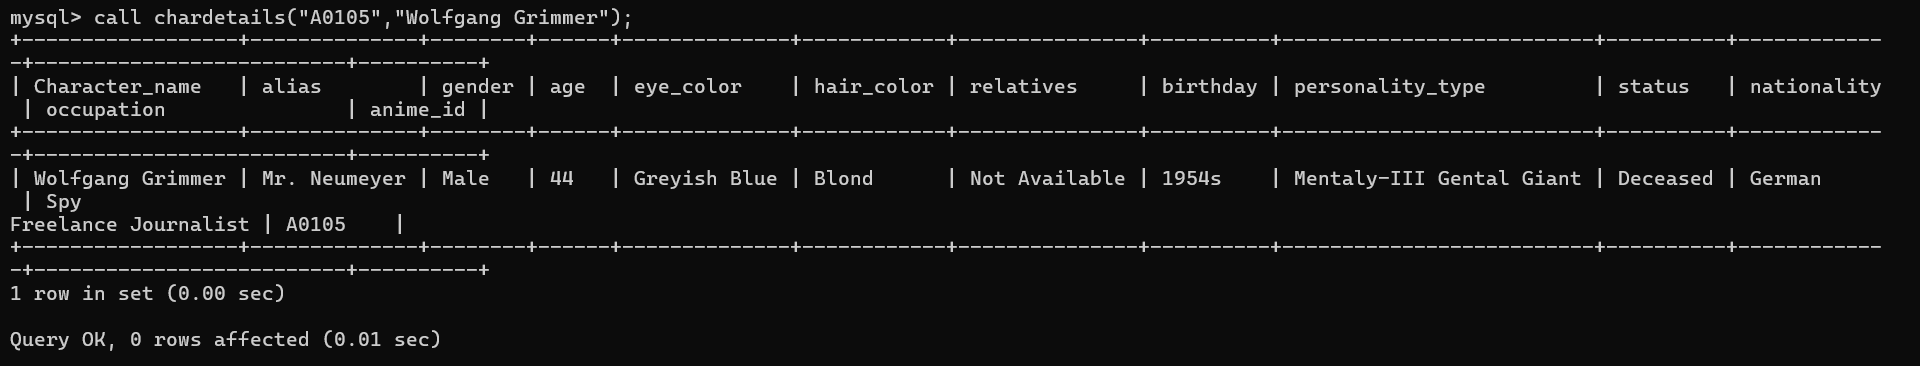 mysql> call chardetails("A0105","Wolfgang Grimmer");
+------------------+--------------+--------+------+--------------+------------+---------------+----------+--------------------------+----------+------------
-+--------------------------+----------+
| Character_name   | alias        | gender | age  | eye_color    | hair_color | relatives     | birthday | personality_type         | status   | nationality
 | occupation               | anime_id |
+------------------+--------------+--------+------+--------------+------------+---------------+----------+--------------------------+----------+------------
-+--------------------------+----------+
| Wolfgang Grimmer | Mr. Neumeyer | Male   | 44   | Greyish Blue | Blond      | Not Available | 1954s    | Mentaly-III Gental Giant | Deceased | German
 | Spy
Freelance Journalist | A0105    |
+------------------+--------------+--------+------+--------------+------------+---------------+----------+--------------------------+----------+------------
-+--------------------------+----------+
1 row in set (0.00 sec)
Query OK, 0 rows affected (0.01 sec)